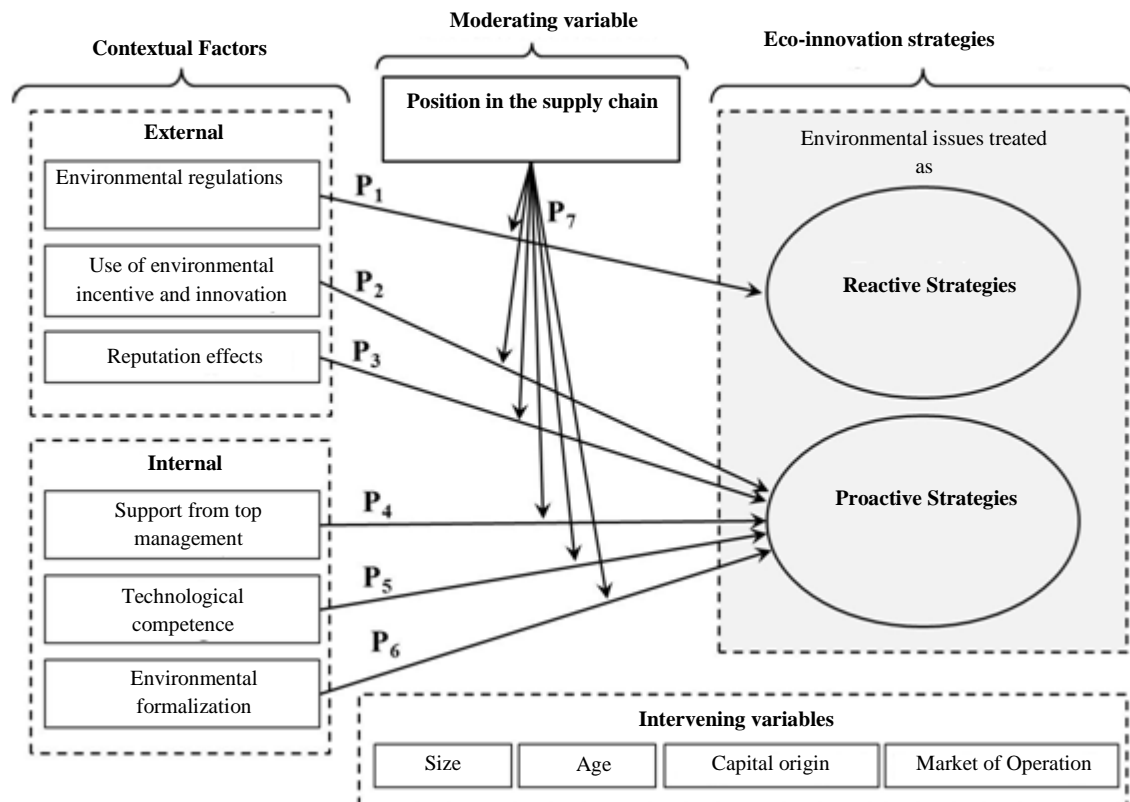 Contextual Factors
External
Environmental regulations
Use of environmental
incentive and innovation
Reputation effects
Internal
Support from top
management
Technological
competence
Environmental
formalization
Moderating variable
Position in the supply chain
P1
P2
P3
P4
P5
P6
P7
Eco-innovation strategies
Environmental issues treated
as
Reactive Strategies
Proactive Strategies
Intervening variables
Size
Age
Capital origin
Market of Operation